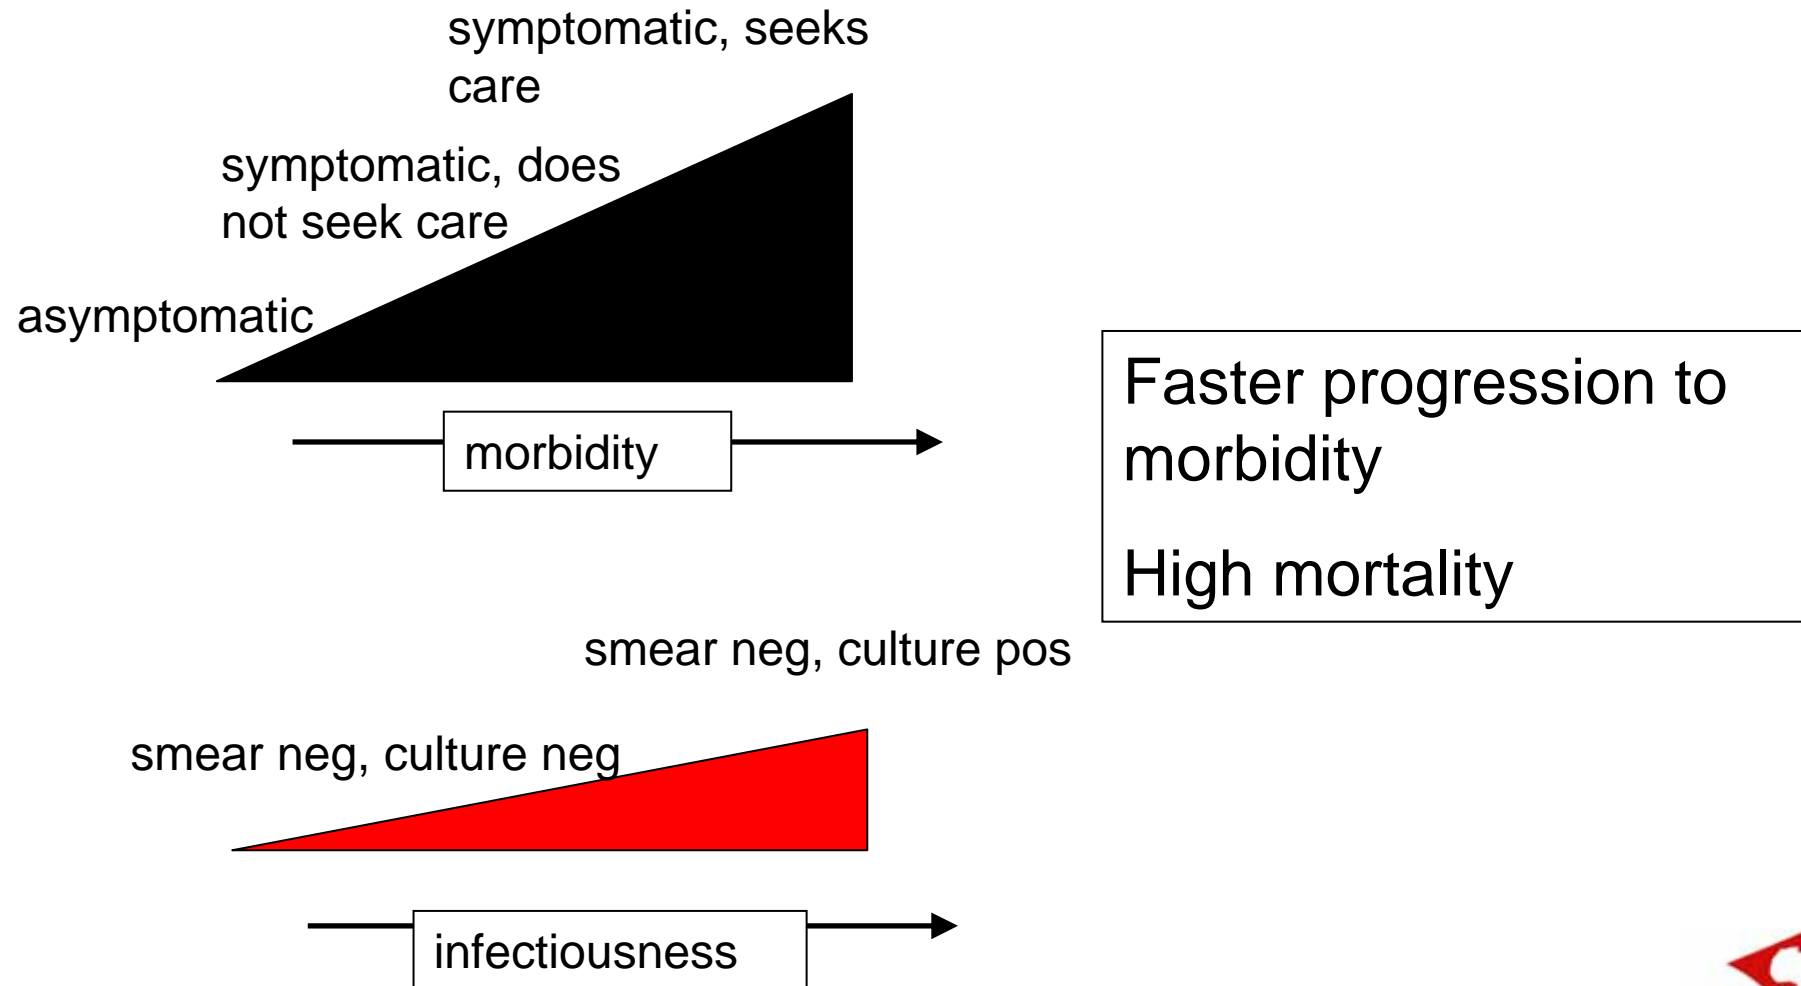 symptomatic, seeks
care
symptomatic, does
not seek care
asymptomatic
morbidity
Faster progression to
morbidity
High mortality
smear neg, culture pos
smear neg, culture neg
infectiousness